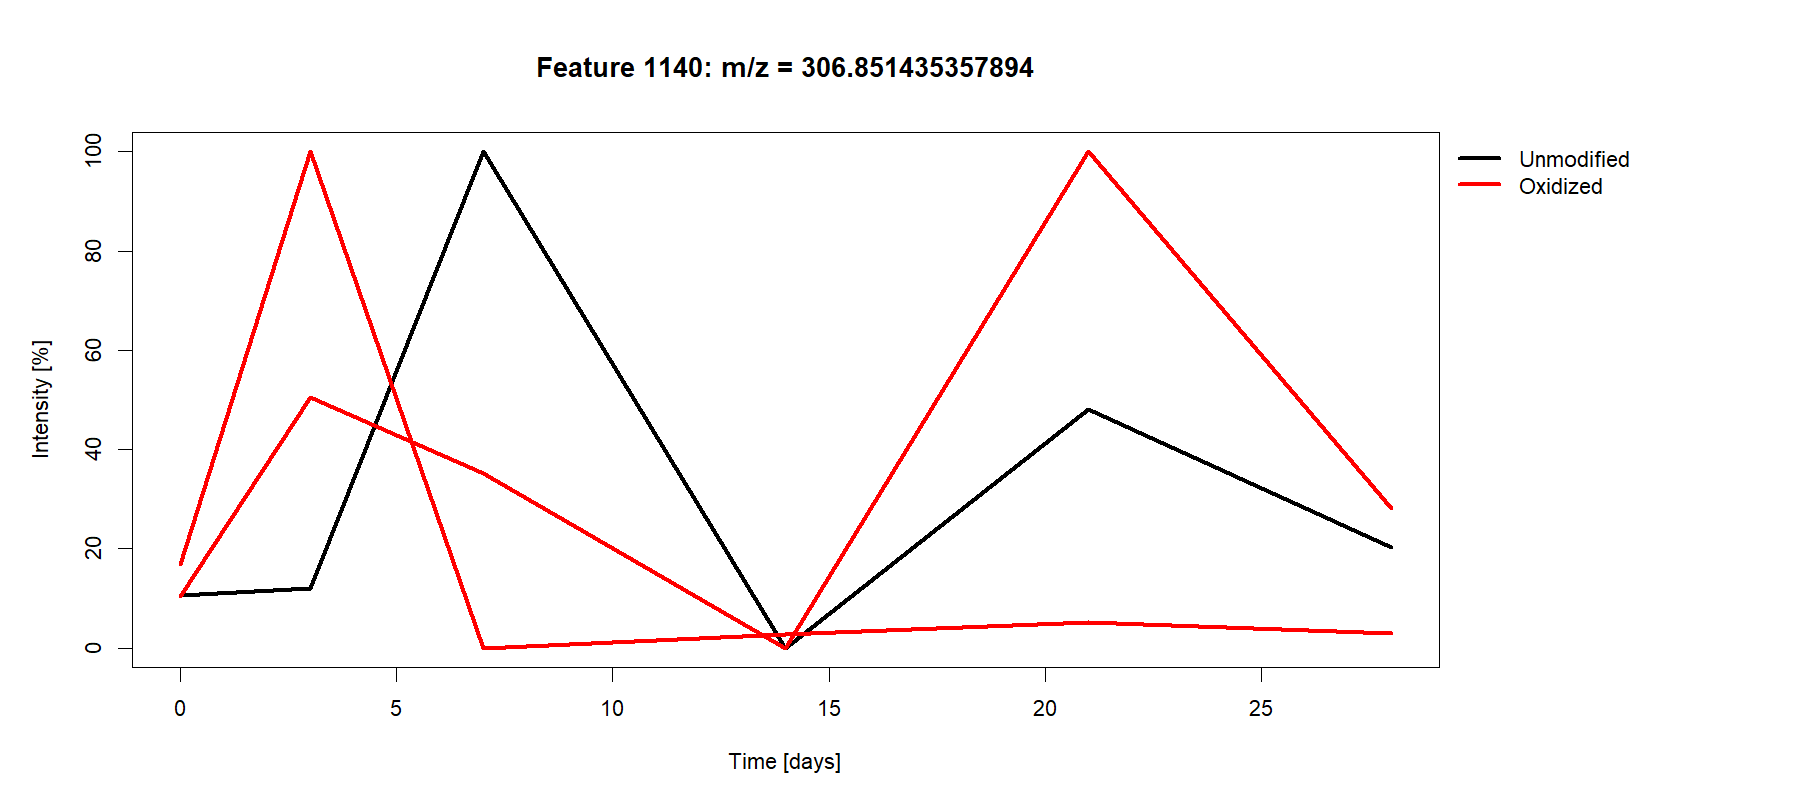 Feature 1140: m/z = 306.851435357894
Unmodified
Oxidized
Intensity [%]
100
80
60
40
20
0
0 5 10 15 20 25
Time [days]